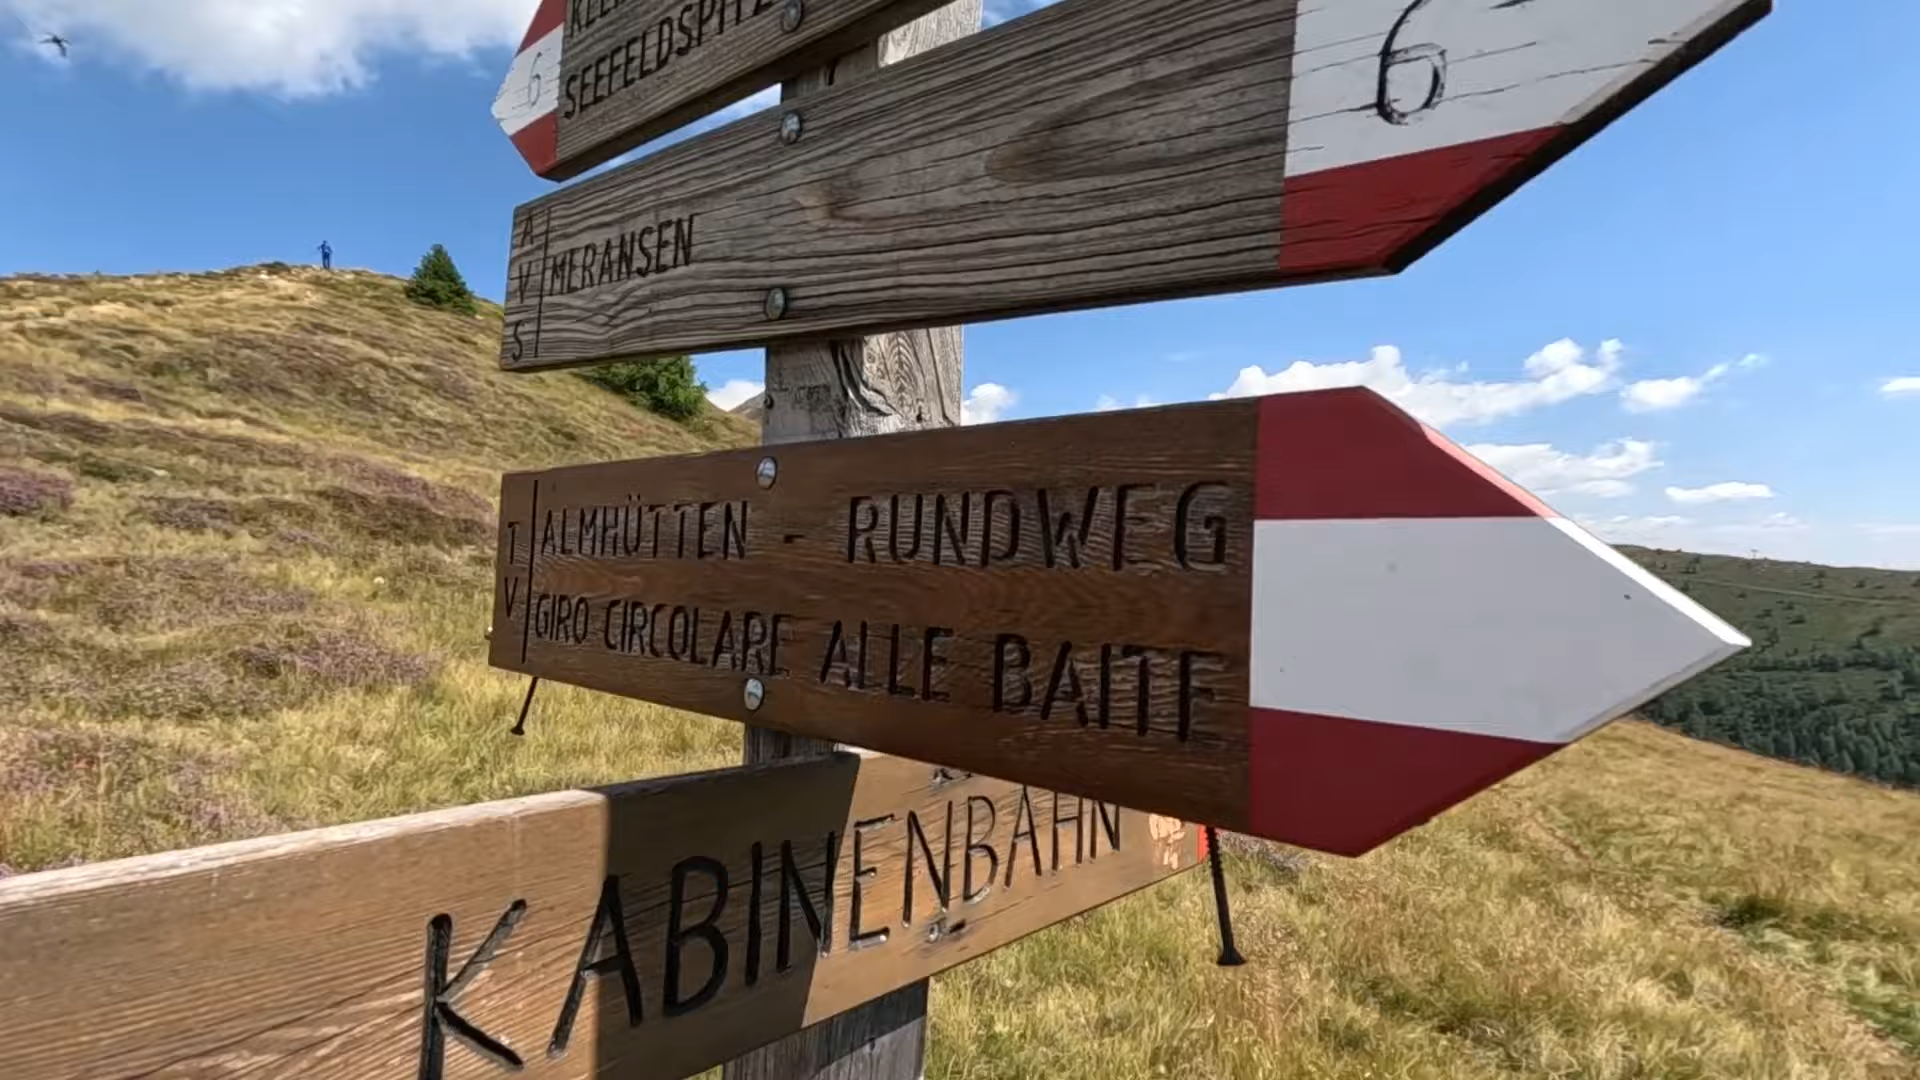 SEEFELDSPITZ
6
6
AVS
MERANSEN
TV
ALMHÜTTEN - RUNDWEG
GIRO CIRCOLARE ALLE BAITE
KABINENBAHN